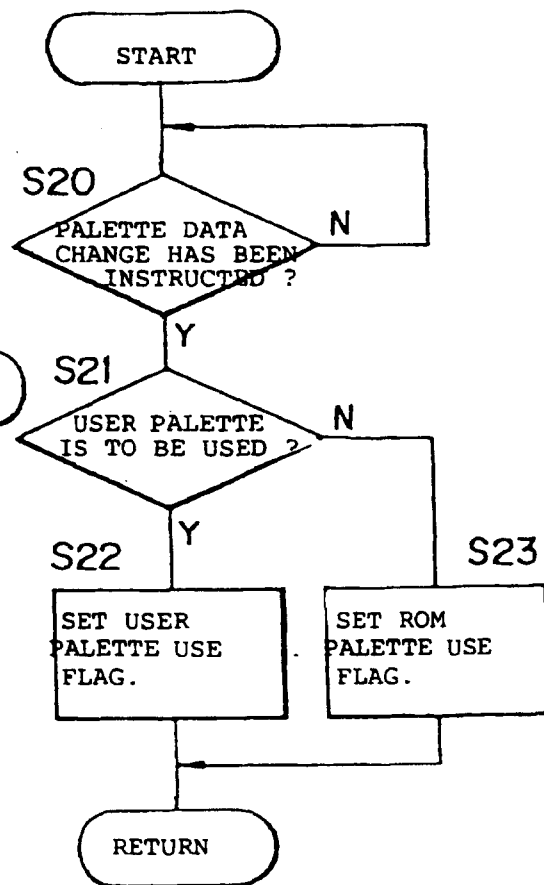 START
S20
PALETTE DATA
CHANGE HAS BEEN
INSTRUCTED ?
N
Y
S21
USER PALETTE
IS TO BE USED ?
N
Y
S22
SET USER
PALETTE USE
FLAG.
S23
SET ROM
PALETTE USE
FLAG.
RETURN